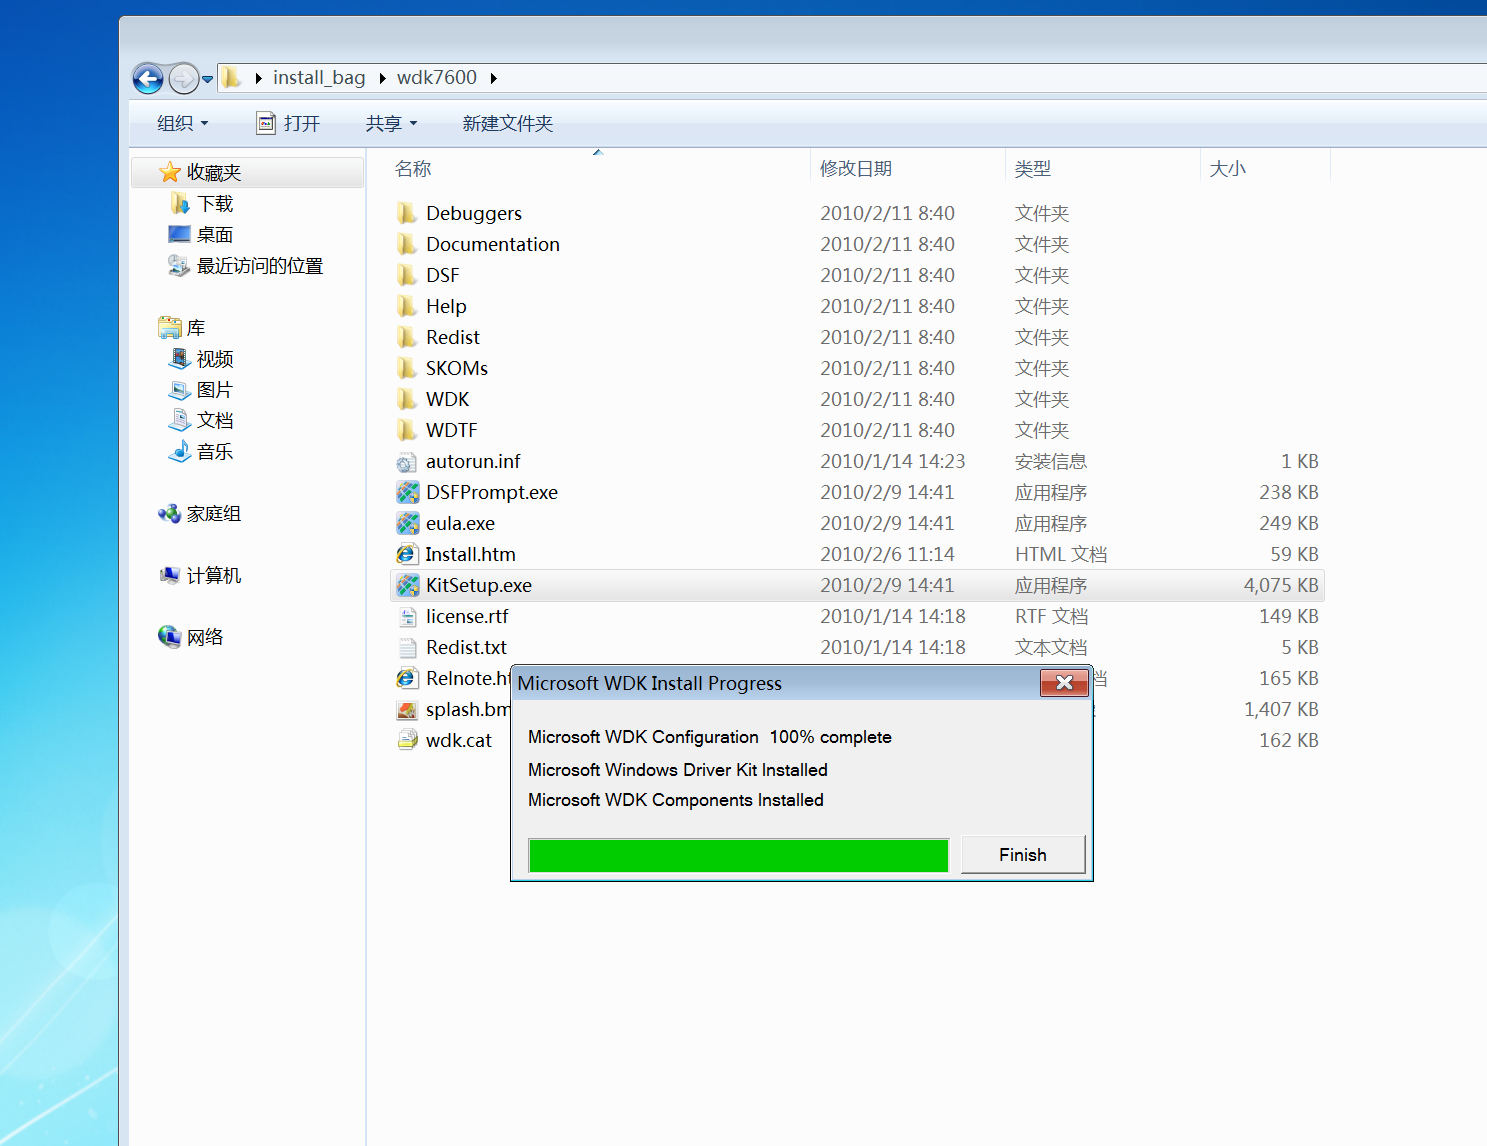 install_bag wdk7600
组织 打开 共享 新建文件夹
名称 修改日期 类型 大小
收藏夹
下载
桌面
最近访问的位置
库
视频
图片
文档
音乐
家庭组
计算机
网络
Debuggers 2010/2/11 8:40 文件夹
Documentation 2010/2/11 8:40 文件夹
DSF 2010/2/11 8:40 文件夹
Help 2010/2/11 8:40 文件夹
Redist 2010/2/11 8:40 文件夹
SKOMs 2010/2/11 8:40 文件夹
WDK 2010/2/11 8:40 文件夹
WDTF 2010/2/11 8:40 文件夹
autorun.inf 2010/1/14 14:23 安装信息 1 KB
DSFPrompt.exe 2010/2/9 14:41 应用程序 238 KB
eula.exe 2010/2/9 14:41 应用程序 249 KB
Install.htm 2010/2/6 11:14 HTML 文档 59 KB
KitSetup.exe 2010/2/9 14:41 应用程序 4,075 KB
license.rtf 2010/1/14 14:18 RTF 文档 149 KB
Redist.txt 2010/1/14 14:18 文本文档 5 KB
Relnote.ht 档 165 KB
splash.bm 1,407 KB
wdk.cat 162 KB
Microsoft WDK Install Progress
Microsoft WDK Configuration 100% complete
Microsoft Windows Driver Kit Installed
Microsoft WDK Components Installed
Finish